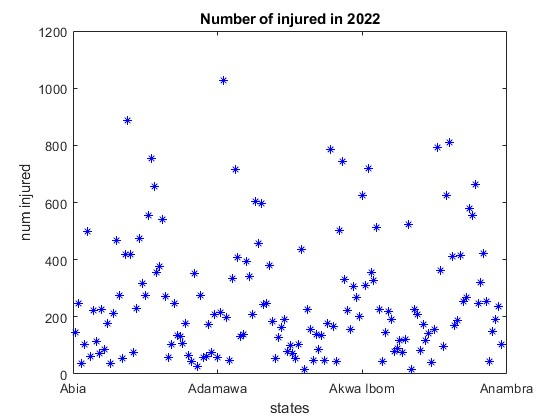 Number of injured in 2022
1200
1000
800
600
400
200
0
num injured
Abia Adamawa Akwa Ibom Anambra
states